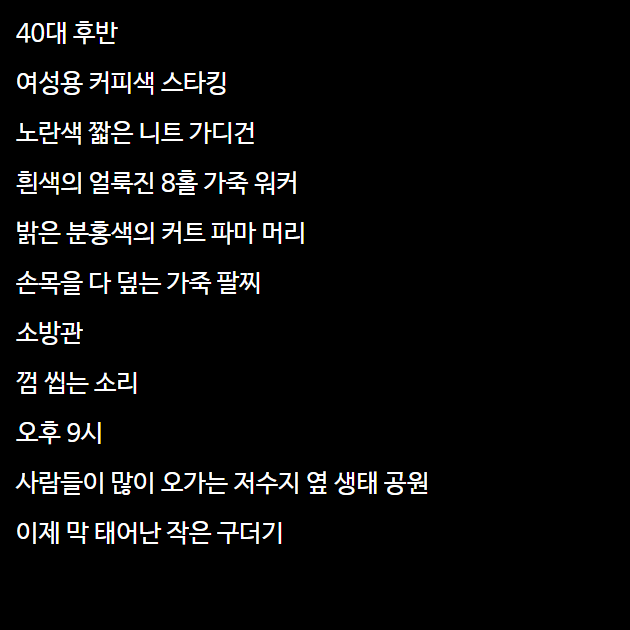 40대 후반
여성용 커피색 스타킹
노란색 짧은 니트 가디건
흰색의 얼룩진 8홀 가죽 워커
밝은 분홍색의 커트 파마 머리
손목을 다 덮는 가죽 팔찌
소방관
껌 씹는 소리
오후 9시
사람들이 많이 오가는 저수지 옆 생태 공원
이제 막 태어난 작은 구더기